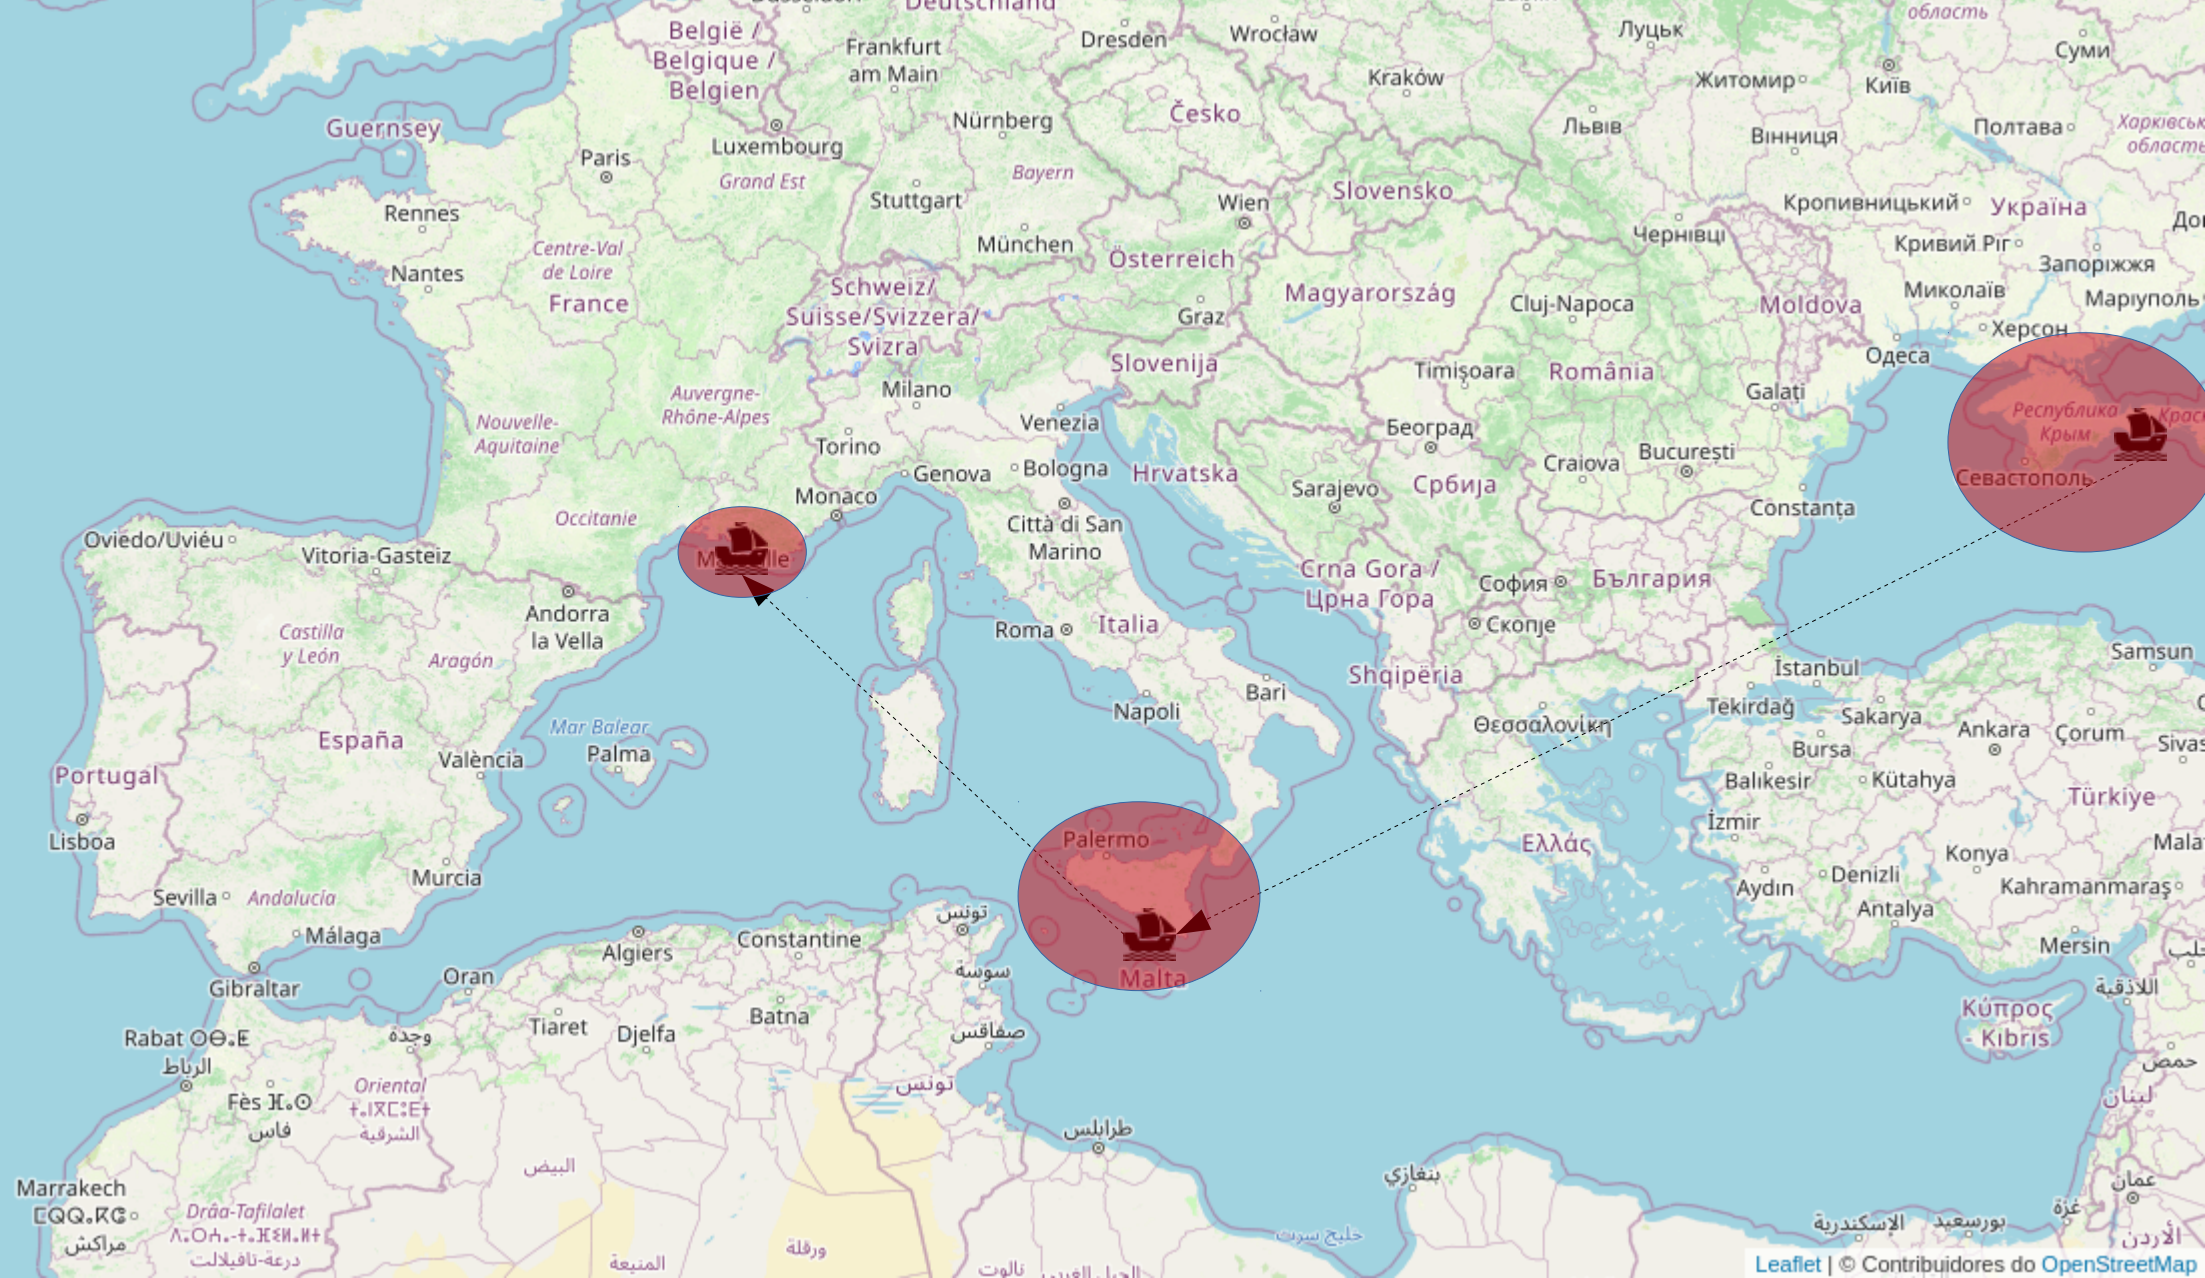 Deutschland
België /
Belgique /
Belgien
Frankfurt
am Main
Dresden
Wrocław
Луцьк
область
Суми
Kraków
Житомир
Київ
Guernsey
Česko
Nürnberg
Luxembourg
Львів
Вінниця
Полтава
Харківськ
область
Paris
Grand Est
Bayern
Stuttgart
Slovensko
Wien
Кропивницький
Україна
Rennes
München
Чернівці
Кривий Ріг
Запоріжжя
Centre-Val
de Loire
Nantes
Österreich
France
Schweiz/
Suisse/Svizzera/
Svizra
Magyarország
Cluj-Napoca
Moldova
Миколаїв
Маріуполь
Graz
Херсон
Одеса
Slovenija
Timișoara
România
Milano
Galați
Auvergne-
Rhône-Alpes
Nouvelle-
Aquitaine
Venezia
Београд
Республика
Крым
Torino
Genova
Bologna
Hrvatska
Craiova
București
Севастополь
Sarajevo
Србија
Monaco
Constanța
Occitanie
Città di San
Marino
Oviedo/Uviéu
Vitoria-Gasteiz
Crna Gora /
Црна Гора
София
България
Andorra
la Vella
Скопје
Roma
Italia
Castilla
y León
Aragón
Shqipëria
İstanbul
Samsun
Bari
Napoli
Tekirdağ
Sakarya
Θεσσαλονίκη
Mar Balear
Ankara
Çorum
España
València
Palma
Bursa
Sivas
Portugal
Balıkesir
Kütahya
Türkiye
İzmir
Lisboa
Palermo
Ελλάς
Malat
Konya
Murcia
Aydın
Denizli
Kahramanmaraş
Sevilla
Andalucía
Antalya
تونس
Málaga
Algiers
Constantine
Mersin
حلب
Oran
سوسة
Malta
Gibraltar
اللاذقية
Κύπρος
- Kıbrıs
Tiaret
Djelfa
Batna
صفاقس
Rabat ⵔⴱⴰⵟ
الرباط
وجدة
حمص
تونس
Oriental
الشرقية
لبنان
Fès ⴼⴰⵙ
فاس
طرابلس
البيض
بنغازي
عمان
Marrakech
مراكش
Drâa-Tafilalet
درعة-تافيلالت
غزة
الإسكندرية
بورسعيد
خليج سرت
الأردن
ورقلة
المنيعة
نالوت
الجبل الغربي
Leaflet | © Contribuidores do OpenStreetMap